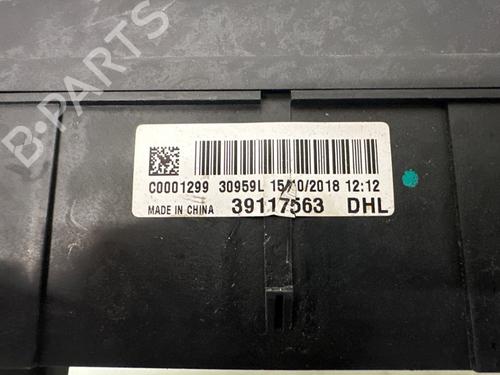 B-PARTS
C0001299 30959L 15/10/2018 12:12
MADE IN CHINA 39117563 DHL